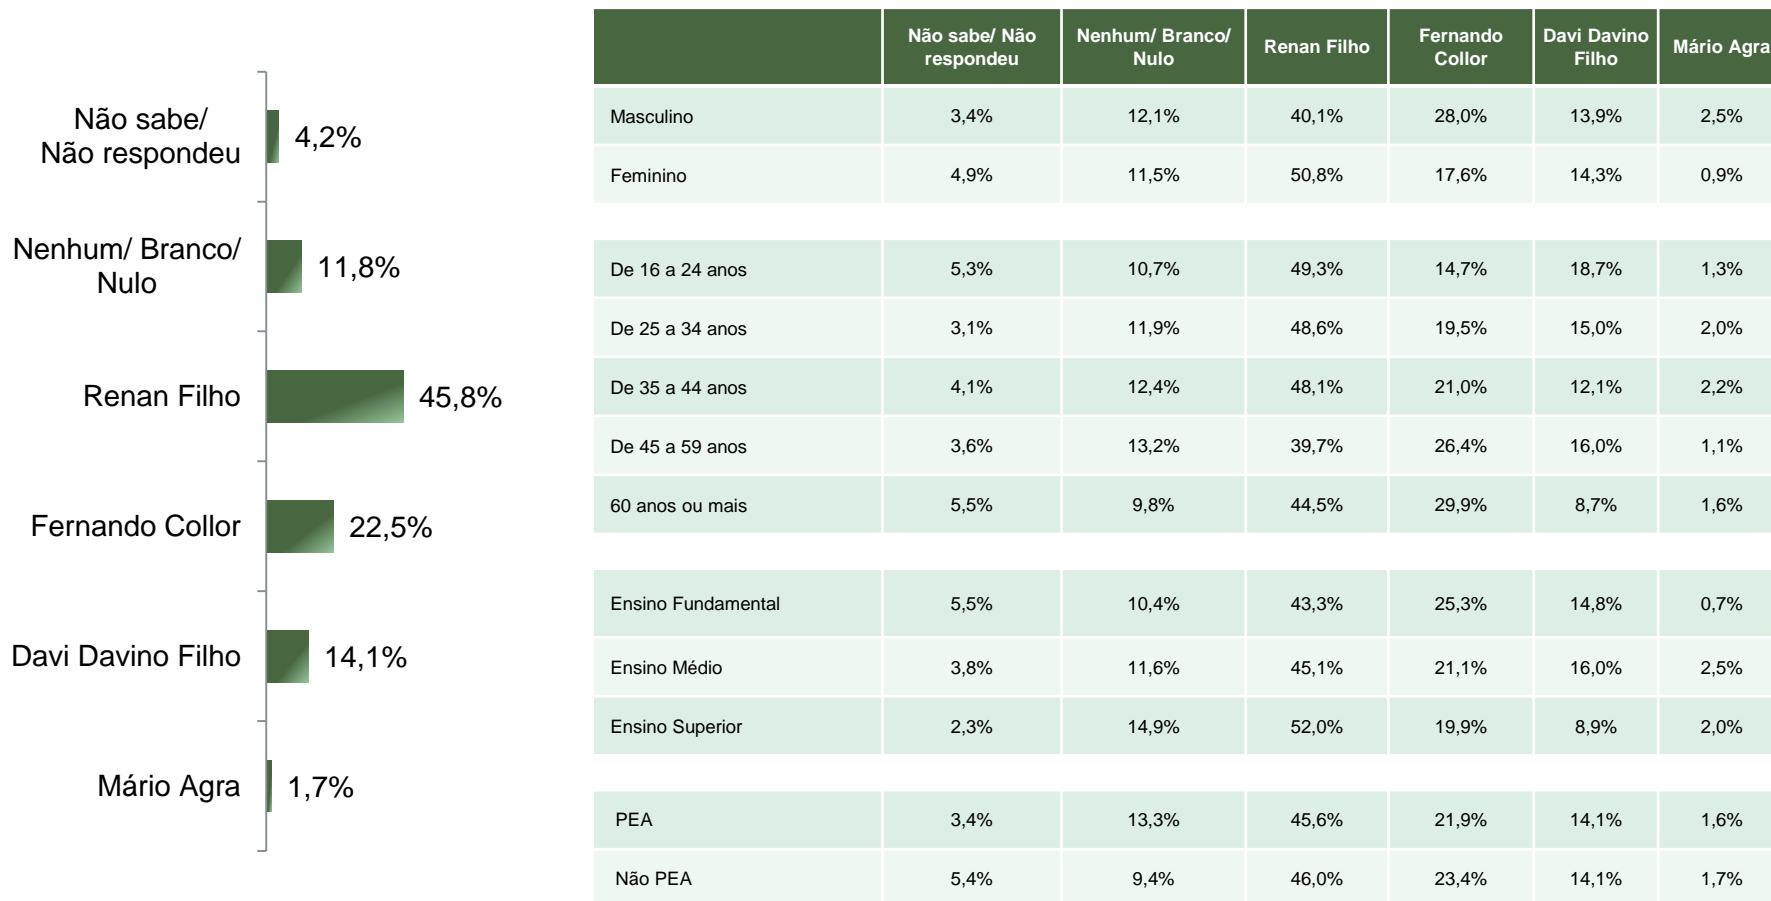 Não sabe/
Não respondeu
4,2%
Nenhum/ Branco/
Nulo
11,8%
Renan Filho
45,8%
Fernando Collor
22,5%
Davi Davino Filho
14,1%
Mário Agra
1,7%
Não sabe/ Não respondeu Nenhum/ Branco/ Nulo Renan Filho Fernando Collor Davi Davino Filho Mário Agra
Masculino 3,4% 12,1% 40,1% 28,0% 13,9% 2,5%
Feminino 4,9% 11,5% 50,8% 17,6% 14,3% 0,9%
De 16 a 24 anos 5,3% 10,7% 49,3% 14,7% 18,7% 1,3%
De 25 a 34 anos 3,1% 11,9% 48,6% 19,5% 15,0% 2,0%
De 35 a 44 anos 4,1% 12,4% 48,1% 21,0% 12,1% 2,2%
De 45 a 59 anos 3,6% 13,2% 39,7% 26,4% 16,0% 1,1%
60 anos ou mais 5,5% 9,8% 44,5% 29,9% 8,7% 1,6%
Ensino Fundamental 5,5% 10,4% 43,3% 25,3% 14,8% 0,7%
Ensino Médio 3,8% 11,6% 45,1% 21,1% 16,0% 2,5%
Ensino Superior 2,3% 14,9% 52,0% 19,9% 8,9% 2,0%
PEA 3,4% 13,3% 45,6% 21,9% 14,1% 1,6%
Não PEA 5,4% 9,4% 46,0% 23,4% 14,1% 1,7%